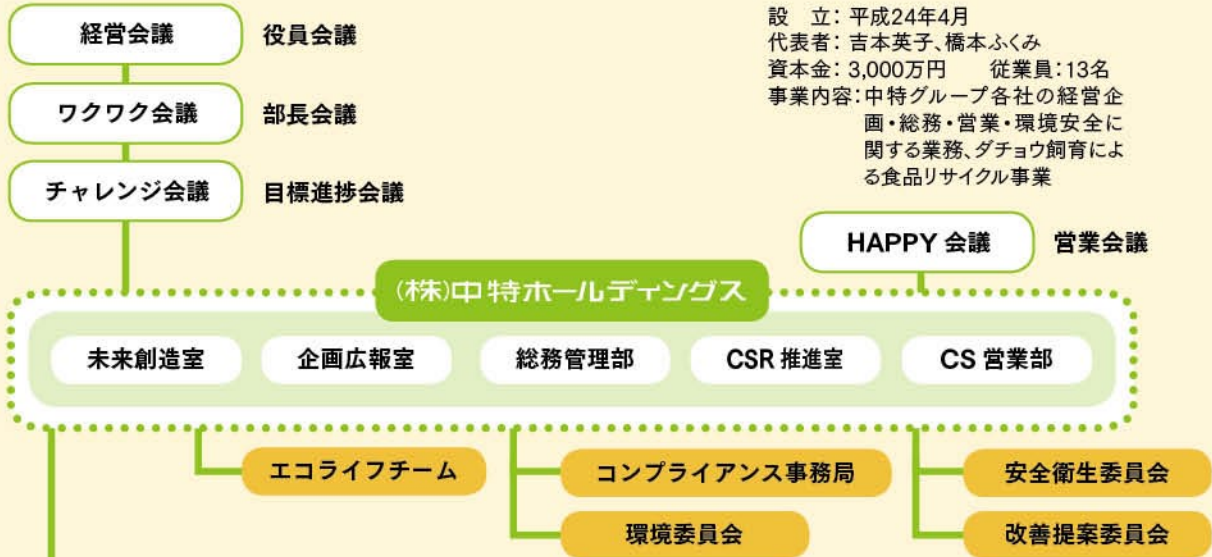 経営会議 役員会議
ワクワク会議 部長会議
チャレンジ会議 目標進捗会議
設　立：平成24年4月
代表者：吉本英子、橋本ふくみ
資本金：3,000万円　　従業員：13名
事業内容：中特グループ各社の経営企
画・総務・営業・環境安全に
関する業務、ダチョウ飼育によ
る食品リサイクル事業
HAPPY 会議 営業会議
(株)中特ホールディングス
未来創造室 企画広報室 総務管理部 CSR 推進室 CS 営業部
エコライフチーム コンプライアンス事務局 安全衛生委員会
環境委員会 改善提案委員会